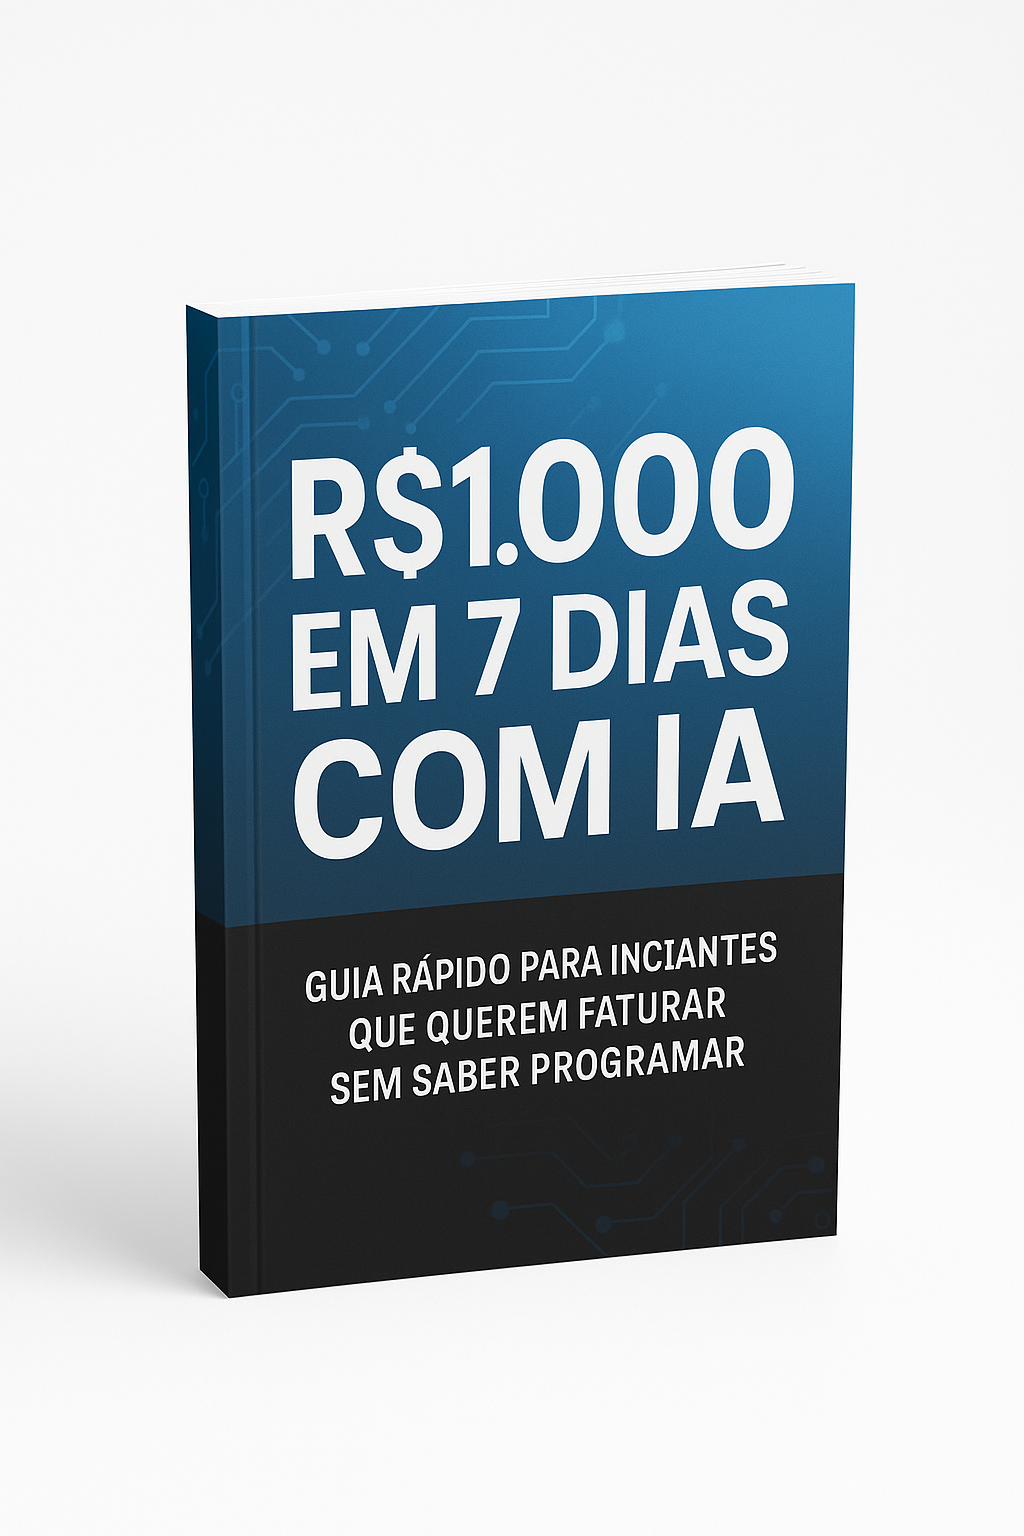 R$1.000
EM 7 DIAS
COM IA
GUIA RÁPIDO PARA INCIANTES
QUE QUEREM FATURAR
SEM SABER PROGRAMAR